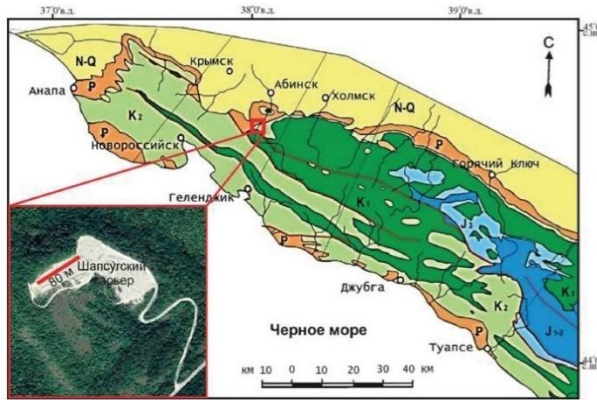 37°0'в.д.
38°0'в.д.
39°0'в.д.
45°
с.ш.
С
N-Q
Крымск
Абинск
Холмск
N-Q
Анапа
P
K₂
P
Новороссийск
Горячий Ключ
Геленджик
K₁
J₃
Шапсугский
карьер
80 м
P
Джубга
K₂
K₁
J₁₋₂
Черное море
P
Туапсе
44°
с.ш.
км
км
10 0 10 20 30 40